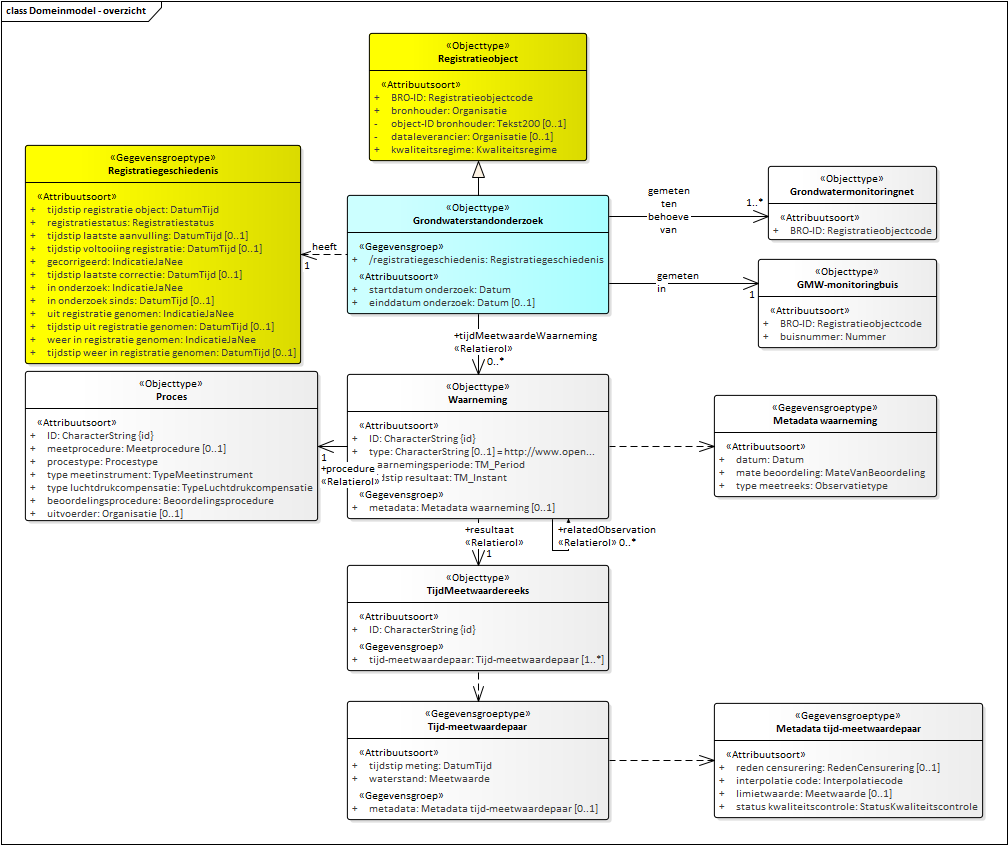 class Domeinmodel - overzicht
«Objecttype»
Registratieobject
«Attribuutsoort»
+ BRO-ID: Registratieobjectcode
+ bronhouder: Organisatie
- object-ID bronhouder: Tekst200 [0..1]
- dataleverancier: Organisatie [0..1]
+ kwaliteitsregime: Kwaliteitsregime
«Gegevensgroeptype»
Registratiegeschiedenis
«Attribuutsoort»
+ tijdstip registratie object: DatumTijd
+ registratiestatus: Registratiestatus
+ tijdstip laatste aanvulling: DatumTijd [0..1]
+ tijdstip voltooiing registratie: DatumTijd [0..1]
+ gecorrigeerd: IndicatieJaNee
+ tijdstip laatste correctie: DatumTijd [0..1]
+ in onderzoek: IndicatieJaNee
+ in onderzoek sinds: DatumTijd [0..1]
+ uit registratie genomen: IndicatieJaNee
+ tijdstip uit registratie genomen: DatumTijd [0..1]
+ weer in registratie genomen: IndicatieJaNee
+ tijdstip weer in registratie genomen: DatumTijd [0..1]
heeft
1
«Objecttype»
Grondwaterstandonderzoek
«Gegevensgroep»
+ /registratiegeschiedenis: Registratiegeschiedenis
«Attribuutsoort»
+ startdatum onderzoek: Datum
+ einddatum onderzoek: Datum [0..1]
gemeten
ten
behoeve
van
1..*
«Objecttype»
Grondwatermonitoringnet
«Attribuutsoort»
+ BRO-ID: Registratieobjectcode
gemeten
in
1
«Objecttype»
GMW-monitoringbuis
«Attribuutsoort»
+ BRO-ID: Registratieobjectcode
+ buisnummer: Nummer
+tijdMeetwaardeWaarneming
«Relatierol»
0..*
«Objecttype»
Proces
«Attribuutsoort»
+ ID: CharacterString {id}
+ meetprocedure: Meetprocedure [0..1]
+ procestype: Procestype
+ type meetinstrument: TypeMeetinstrument
+ type luchtdrukcompensatie: TypeLuchtdrukcompensatie
+ beoordelingsprocedure: Beoordelingsprocedure
+ uitvoerder: Organisatie [0..1]
1
+procedure
«Relatierol»
«Objecttype»
Waarneming
«Attribuutsoort»
+ ID: CharacterString {id}
+ type: CharacterString [0..1] = http://www.open...
aarnemingsperiode: TM_Period
dstip resultaat: TM_Instant
«Gegevensgroep»
+ metadata: Metadata waarneming [0..1]
«Gegevensgroeptype»
Metadata waarneming
«Attribuutsoort»
+ datum: Datum
+ mate beoordeling: MateVanBeoordeling
+ type meetreeks: Observatietype
+resultaat
«Relatierol»
1
+relatedObservation
«Relatierol» 0..*
«Objecttype»
TijdMeetwaardereeks
«Attribuutsoort»
+ ID: CharacterString {id}
«Gegevensgroep»
+ tijd-meetwaardepaar: Tijd-meetwaardepaar [1..*]
«Gegevensgroeptype»
Tijd-meetwaardepaar
«Attribuutsoort»
+ tijdstip meting: DatumTijd
+ waterstand: Meetwaarde
«Gegevensgroep»
+ metadata: Metadata tijd-meetwaardepaar [0..1]
«Gegevensgroeptype»
Metadata tijd-meetwaardepaar
«Attribuutsoort»
+ reden censurering: RedenCensurering [0..1]
+ interpolatie code: Interpolatiecode
+ limietwaarde: Meetwaarde [0..1]
+ status kwaliteitscontrole: StatusKwaliteitscontrole